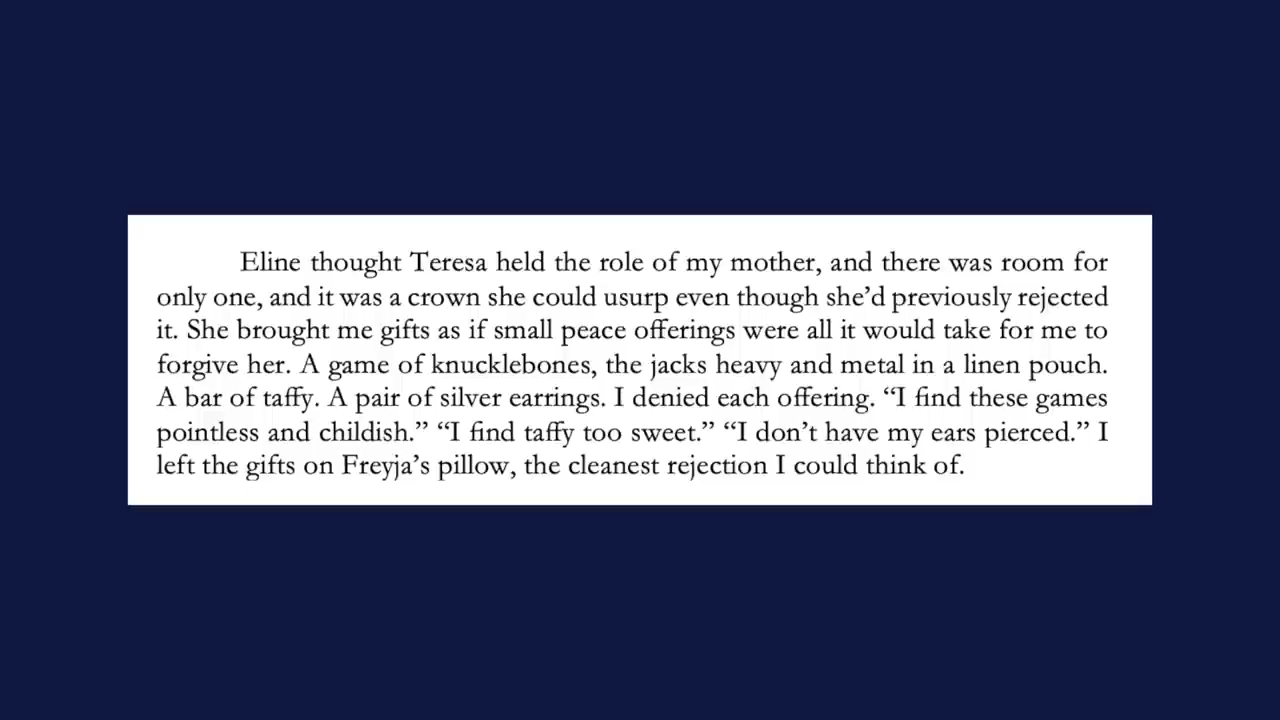 Eline thought Teresa held the role of my mother, and there was room for
only one, and it was a crown she could usurp even though she’d previously rejected
it. She brought me gifts as if small peace offerings were all it would take for me to
forgive her. A game of knucklebones, the jacks heavy and metal in a linen pouch.
A bar of taffy. A pair of silver earrings. I denied each offering. “I find these games
pointless and childish.” “I find taffy too sweet.” “I don’t have my ears pierced.” I
left the gifts on Freyja’s pillow, the cleanest rejection I could think of.